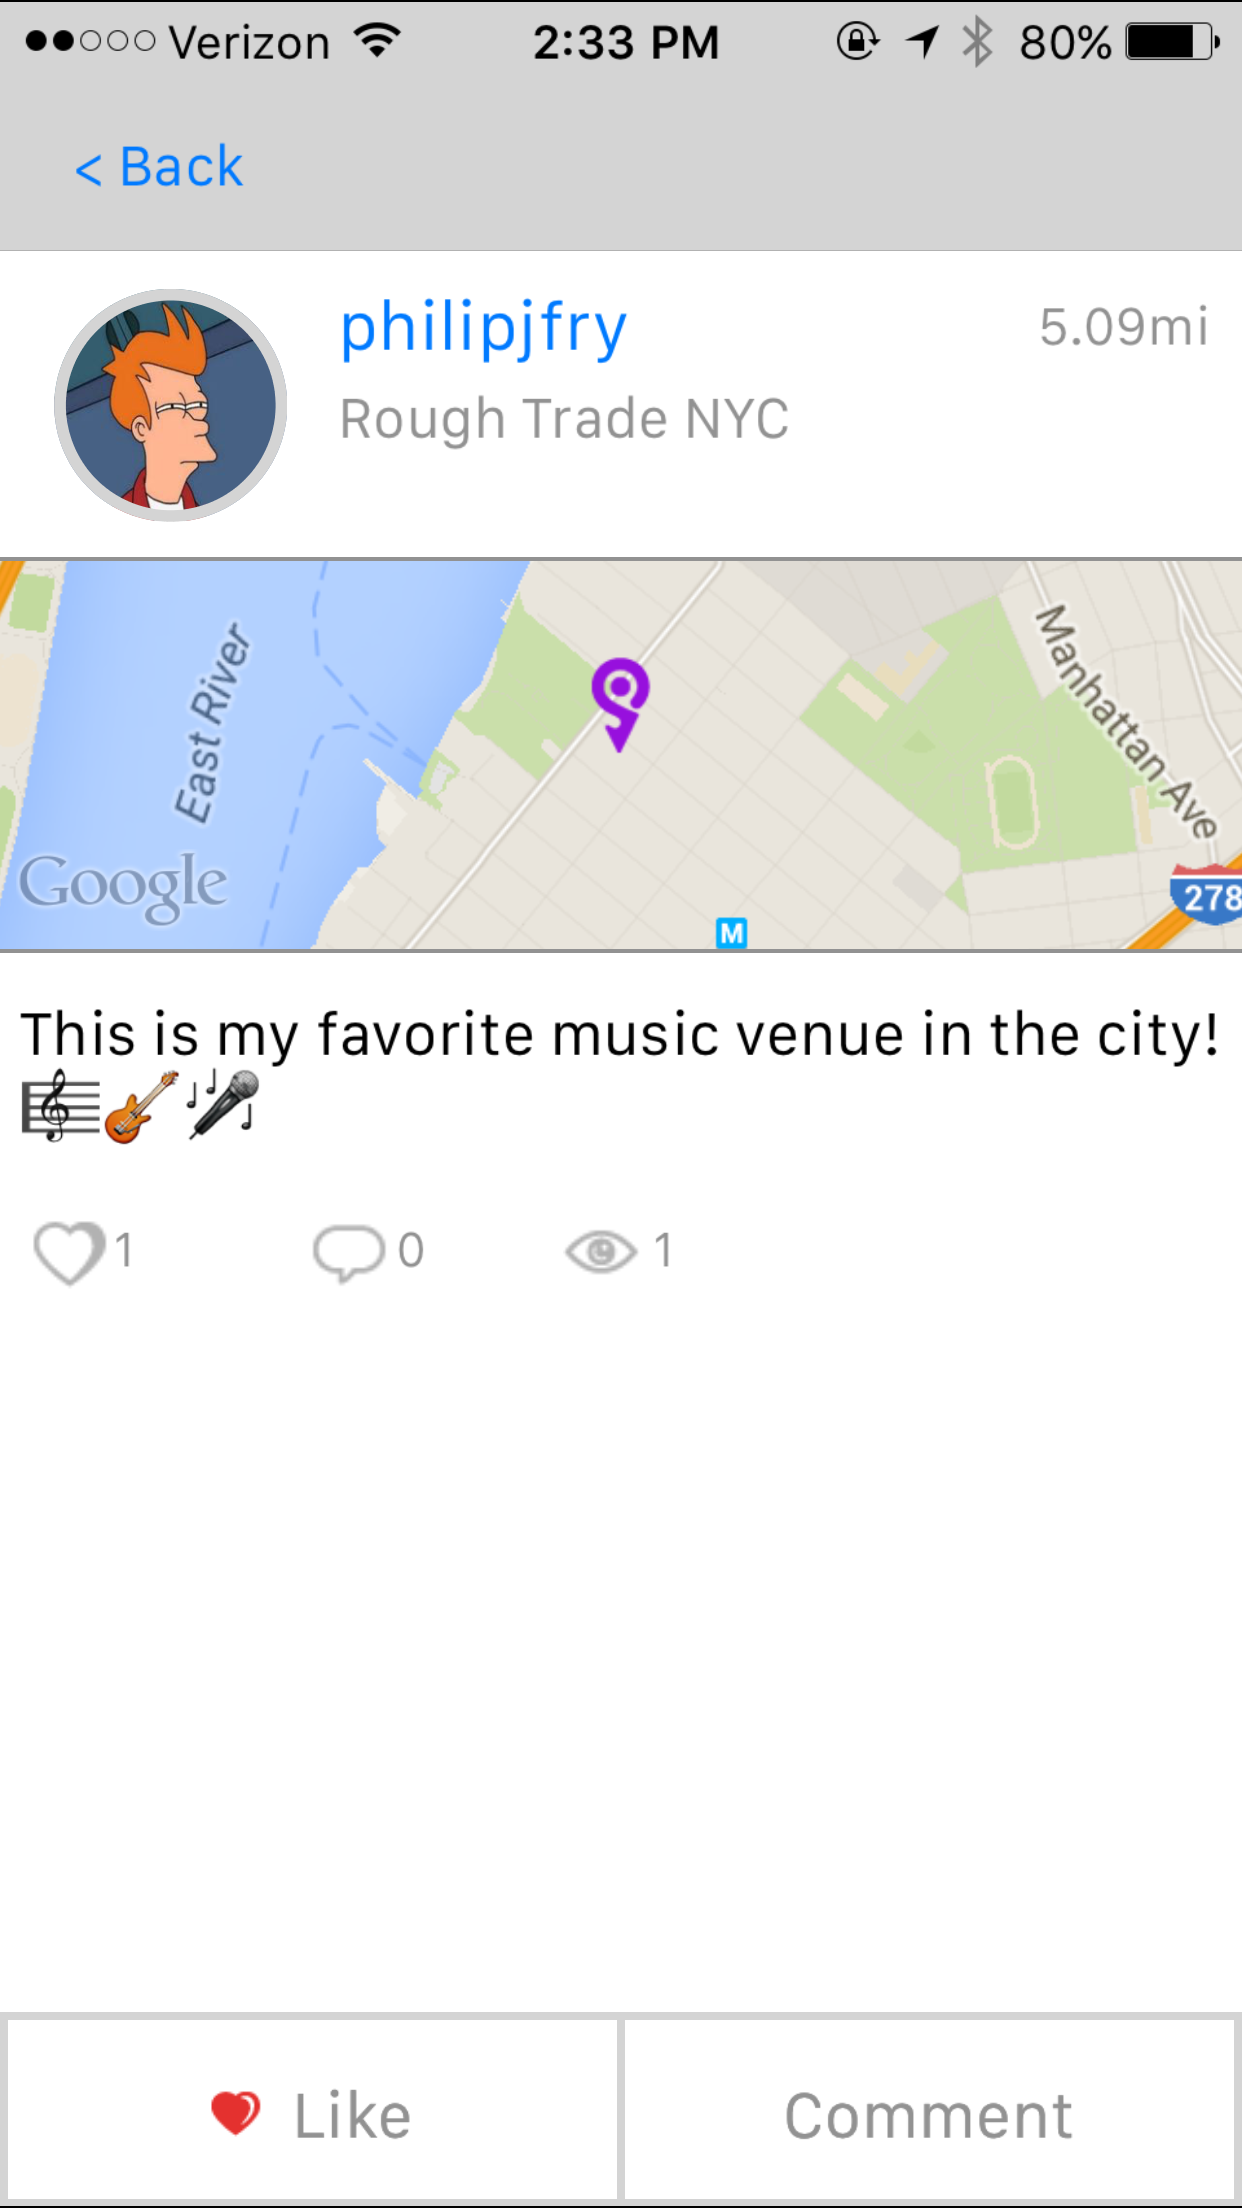 Verizon 2:33 PM 80%
< Back
philipjfry 5.09mi
Rough Trade NYC
East River
Manhattan Ave
Google
278
M
This is my favorite music venue in the city!
🎼🎸🎤
1 0 1
Like Comment